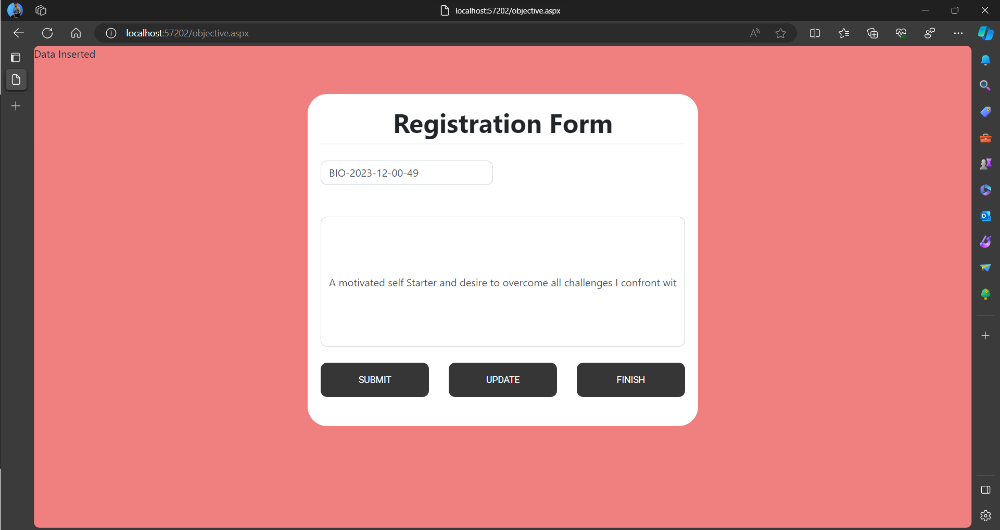 localhost:57202/objective.aspx
localhost:57202/objective.aspx
Data Inserted
Registration Form
BIO-2023-12-00-49
A motivated self Starter and desire to overcome all challenges I confront wit
SUBMIT
UPDATE
FINISH